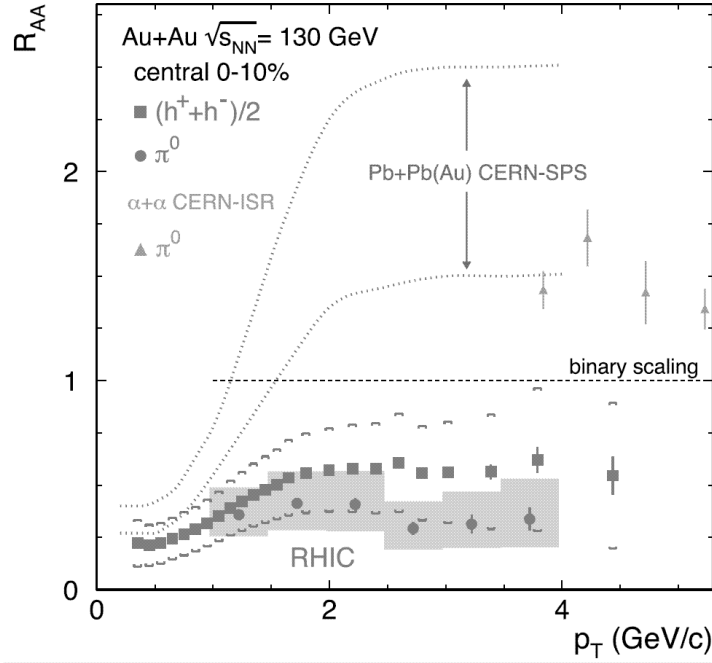 R_AA
Au+Au √s_NN = 130 GeV
central 0-10%
(h⁺+h⁻)/2
π⁰
α+α CERN-ISR
π⁰
Pb+Pb(Au) CERN-SPS
binary scaling
RHIC
2
1
0
0 2 4
p_T (GeV/c)